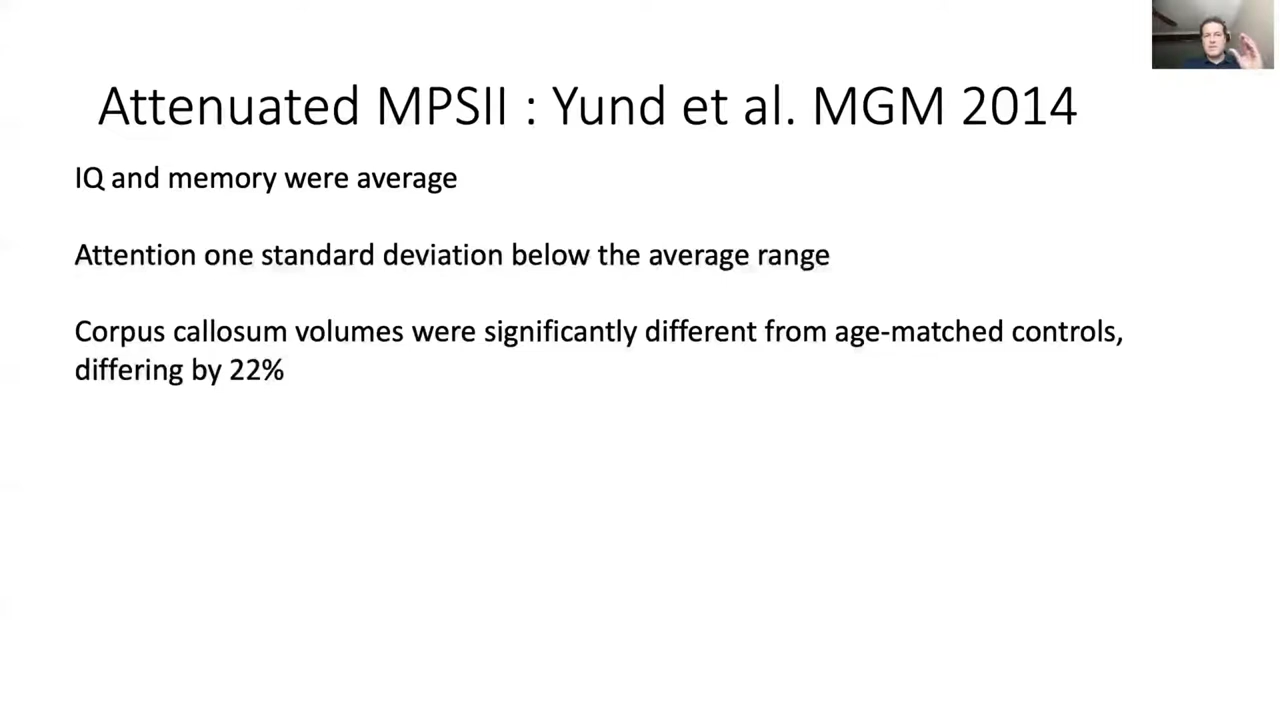 Attenuated MPSII : Yund et al. MGM 2014
IQ and memory were average
Attention one standard deviation below the average range
Corpus callosum volumes were significantly different from age-matched controls,
differing by 22%